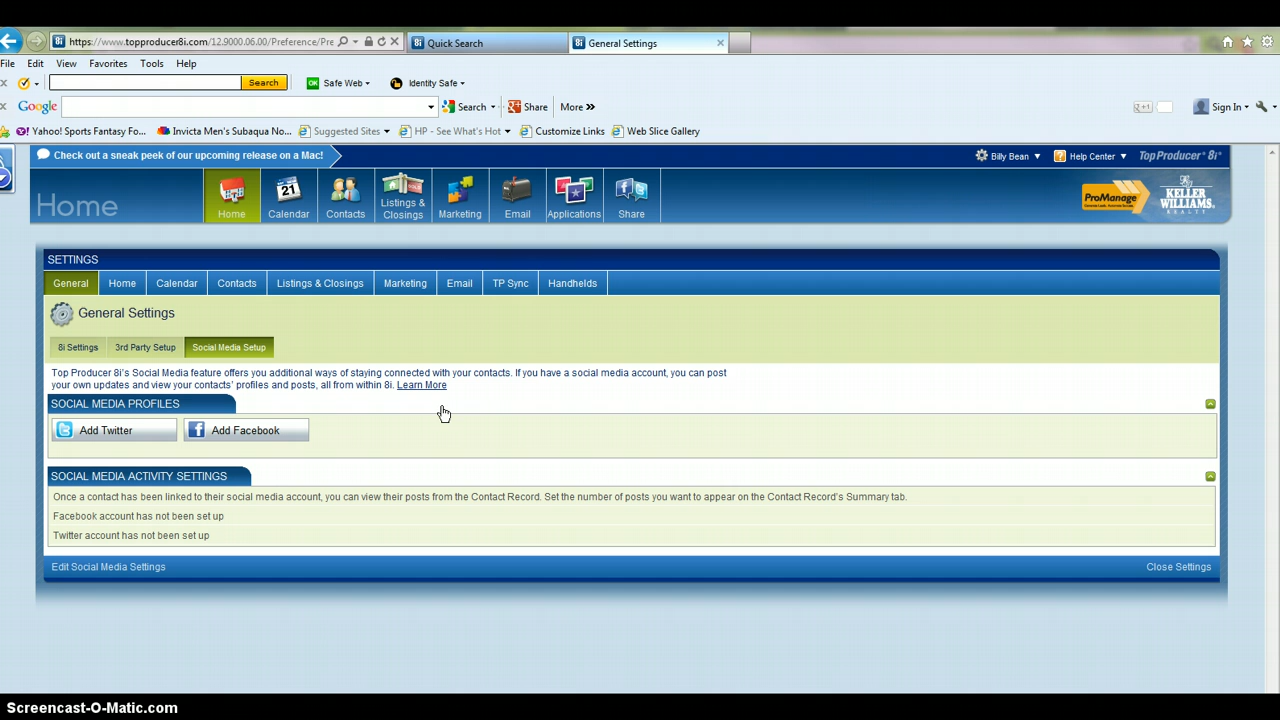 https://www.topproducer8i.com/12.9000.06.00/Preference/Pre
8i Quick Search
8i General Settings
File Edit View Favorites Tools Help
Search OK Safe Web Identity Safe
Google Search Share More » +1 Sign In
Yahoo! Sports Fantasy Fo... Invicta Men's Subaqua No... Suggested Sites HP - See What's Hot Customize Links Web Slice Gallery
Check out a sneak peek of our upcoming release on a Mac! Billy Bean ? Help Center Top Producer® 8i®
Home
Home
21 Calendar
Contacts
Listings & Closings
Marketing
Email
Applications
Share
ProManage
KELLER WILLIAMS REALTY
SETTINGS
General Home Calendar Contacts Listings & Closings Marketing Email TP Sync Handhelds
General Settings
8i Settings 3rd Party Setup Social Media Setup
Top Producer 8i's Social Media feature offers you additional ways of staying connected with your contacts. If you have a social media account, you can post
your own updates and view your contacts' profiles and posts, all from within 8i. Learn More
SOCIAL MEDIA PROFILES
Add Twitter Add Facebook
SOCIAL MEDIA ACTIVITY SETTINGS
Once a contact has been linked to their social media account, you can view their posts from the Contact Record. Set the number of posts you want to appear on the Contact Record's Summary tab.
Facebook account has not been set up
Twitter account has not been set up
Edit Social Media Settings Close Settings
Screencast-O-Matic.com